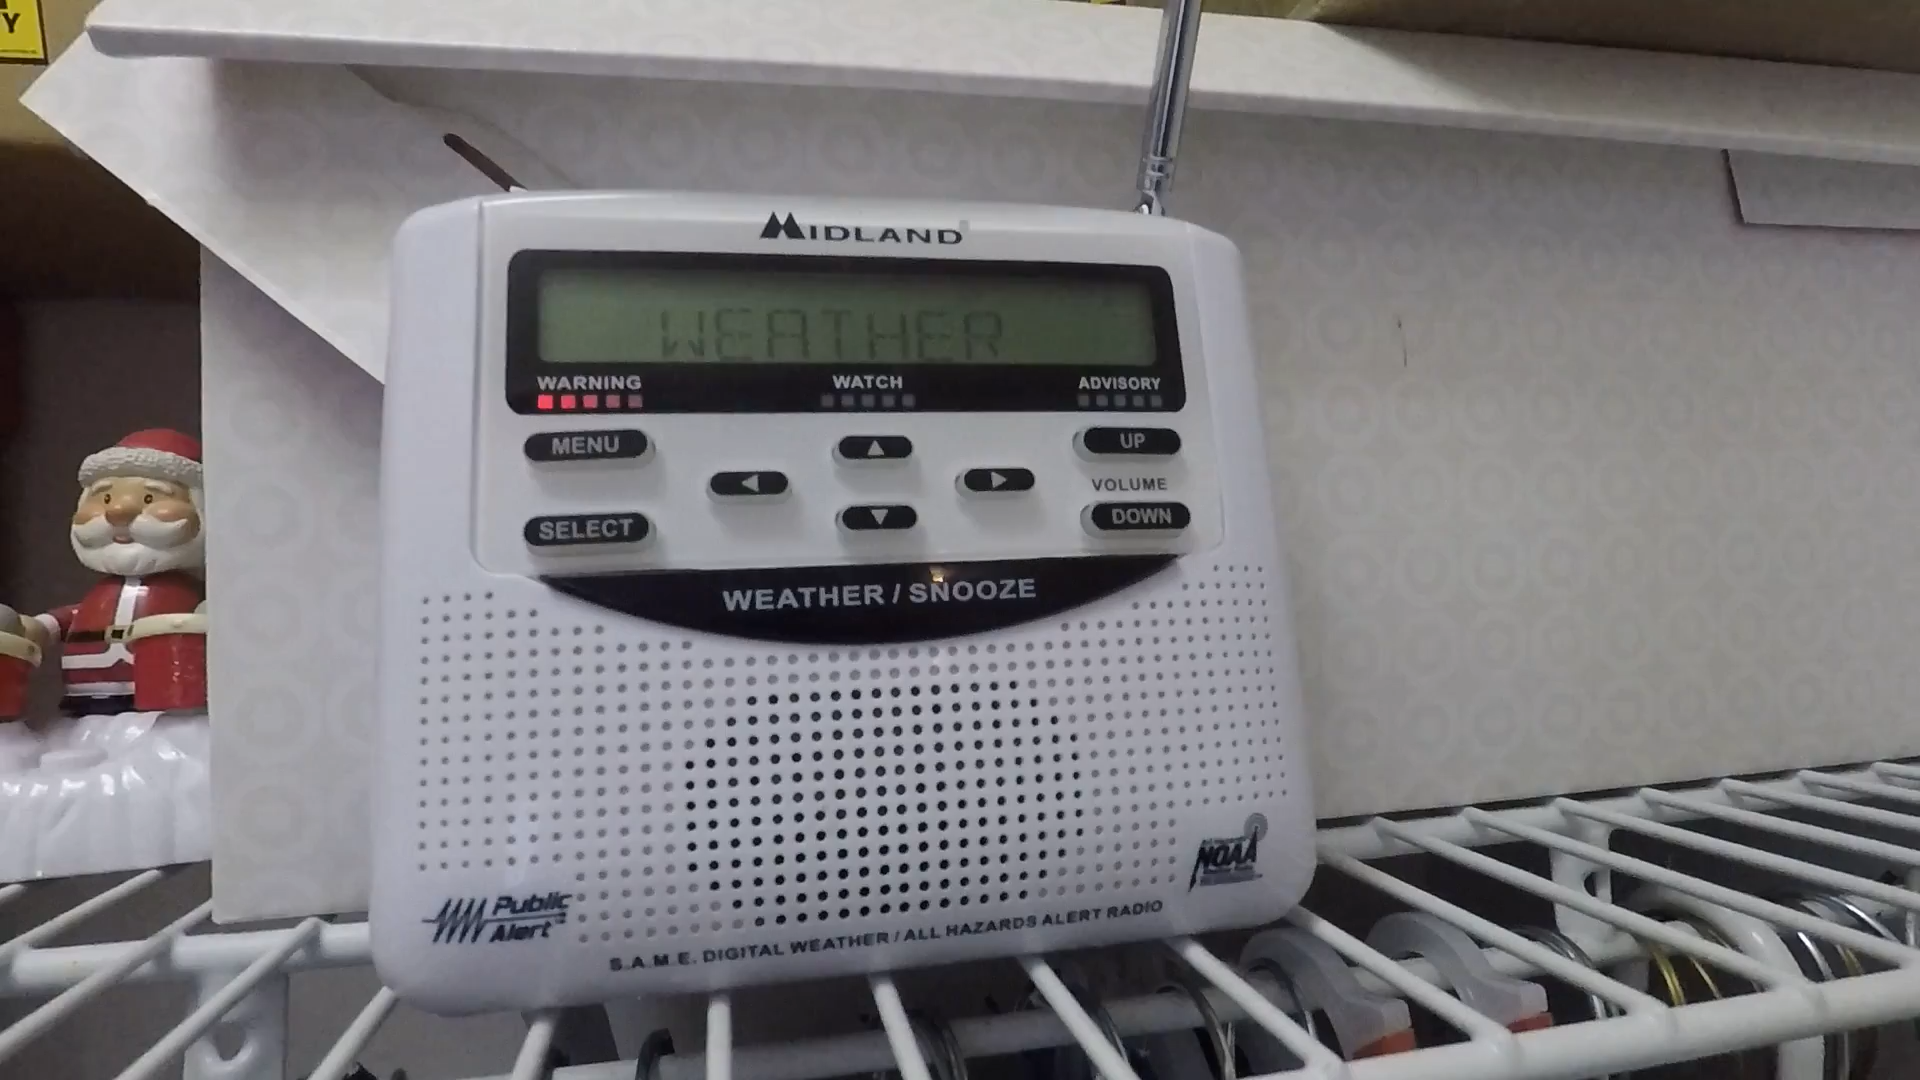 Y
MIDLAND
WEATHER
WARNING WATCH ADVISORY
MENU
UP
VOLUME
SELECT
DOWN
WEATHER / SNOOZE
Public Alert
NOAA
S.A.M.E. DIGITAL WEATHER / ALL HAZARDS ALERT RADIO